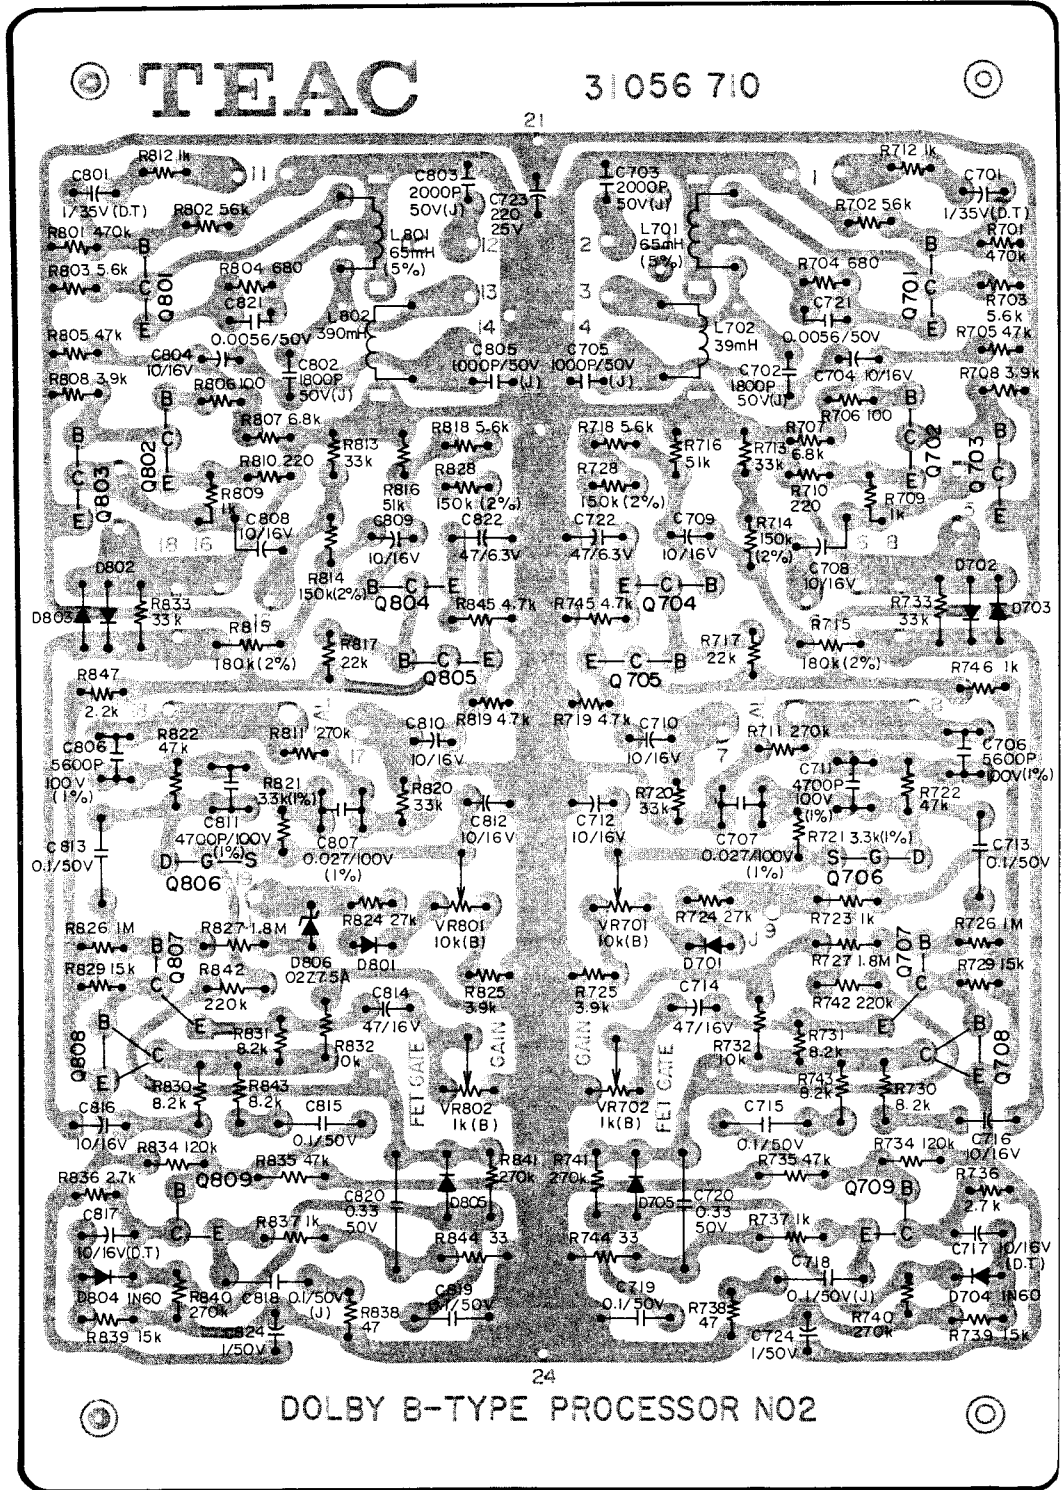 TEAC
31056 710
21
R812 1k
11
C801
1/35V(D.T)
R802 56k
R801 470k
B
R803 5.6k
C
E
Q801
R804 680
C821
0.0056/50V
R805 47k
C804
10/16V
R808 3.9k
R806 100
C803
2000P
50V(J)
C723
220
25V
L801
65mH
(5%)
12
13
L802
390mH
14
C802
1800P
50V(J)
C805
1000P/50V
(J)
C703
2000P
50V(J)
R712 1k
1
C701
1/35V(D.T)
R702 56k
B
R701
470k
L701
65mH
(5%)
2
3
4
R704 680
C721
0.0056/50V
Q701
C
E
R703
5.6k
R705 47k
L702
39mH
C705
1000P/50V
(J)
C702
1800P
50V(J)
C704 10/16V
R708 3.9k
R706 100
B
C
E
Q803
B
C
E
Q802
R807 6.8k
R810 220
R809
1k
R813
33k
R816
51k
R818 5.6k
R828
150k(2%)
18 16
C808
10/16V
R814
150k(2%)
C809
10/16V
C822
47/6.3V
R718 5.6k
R728
150k(2%)
R716
51k
R713
33k
R707
6.8k
R710
220
B
C
E
Q702
B
C
E
Q703
R709
1k
C722
47/6.3V
C709
10/16V
R714
150k
(2%)
C708
10/16V
6 8
5
D802
D803
R833
33k
R815
180k(2%)
R817
22k
B C E
Q804
R845 4.7k
B C E
Q805
E C B
Q704
R745 4.7k
E C B
Q705
R717
22k
R715
180k(2%)
R733
33k
D702
D703
R746 1k
R847
2.2k
R819 4.7k
R719 4.7k
C806
5600P
100V
(1%)
R822
47k
R811 270k
17
C810
10/16V
C811
4700P/100V
(1%)
R821
33k(1%)
C807
0.027/100V
(1%)
R820
33k
C812
10/16V
C813
0.1/50V
D G S
Q806
19
C710
10/16V
7
R711 270k
C711
4700P
100V
(1%)
R722
47k
C706
5600P
100V(1%)
R720
33k
C712
10/16V
C707
0.027/100V
(1%)
R721 3.3k(1%)
S G D
Q706
C713
0.1/50V
R826 1M
R829 15k
B
C
E
Q807
R827 1.8M
R842
220k
D806
02Z7.5A
R824 27k
D801
VR801
10k(B)
R825
3.9k
C814
47/16V
VR701
10k(B)
R724 27k
D701
9
R723 1k
R727 1.8M
R742 220k
B
C
E
Q707
R726 1M
R729 15k
R725
3.9k
C714
47/16V
Q808
B
C
E
R831
8.2k
R832
10k
R830
8.2k
R843
8.2k
FET GATE
GAIN
VR802
1k(B)
GAIN
FET GATE
VR702
1k(B)
R732
10k
R731
8.2k
R743
8.2k
R730
8.2k
B
C
E
Q708
C816
10/16V
C815
0.1/50V
C715
0.1/50V
C716
10/16V
R834 120k
R836 2.7k
Q809
B
C E
R835 47k
C820
0.33
50V
D805
R841
270k
R741
270k
D705
C720
0.33
50V
R735 47k
R734 120k
Q709
B
E C
R736
2.7k
C817
10/16V(D.T)
R837 1k
R844 33
R744 33
R737 1k
C717
10/16V
(D.T)
D804 1N60
R840
270k
C818
0.1/50V
(J)
R838
47
C819
0.1/50V
C719
0.1/50V
R738
47
C718
0.1/50V(J)
R740
270k
D704 1N60
R839 15k
C824
1/50V
C724
1/50V
R739 15k
24
DOLBY B-TYPE PROCESSOR NO2